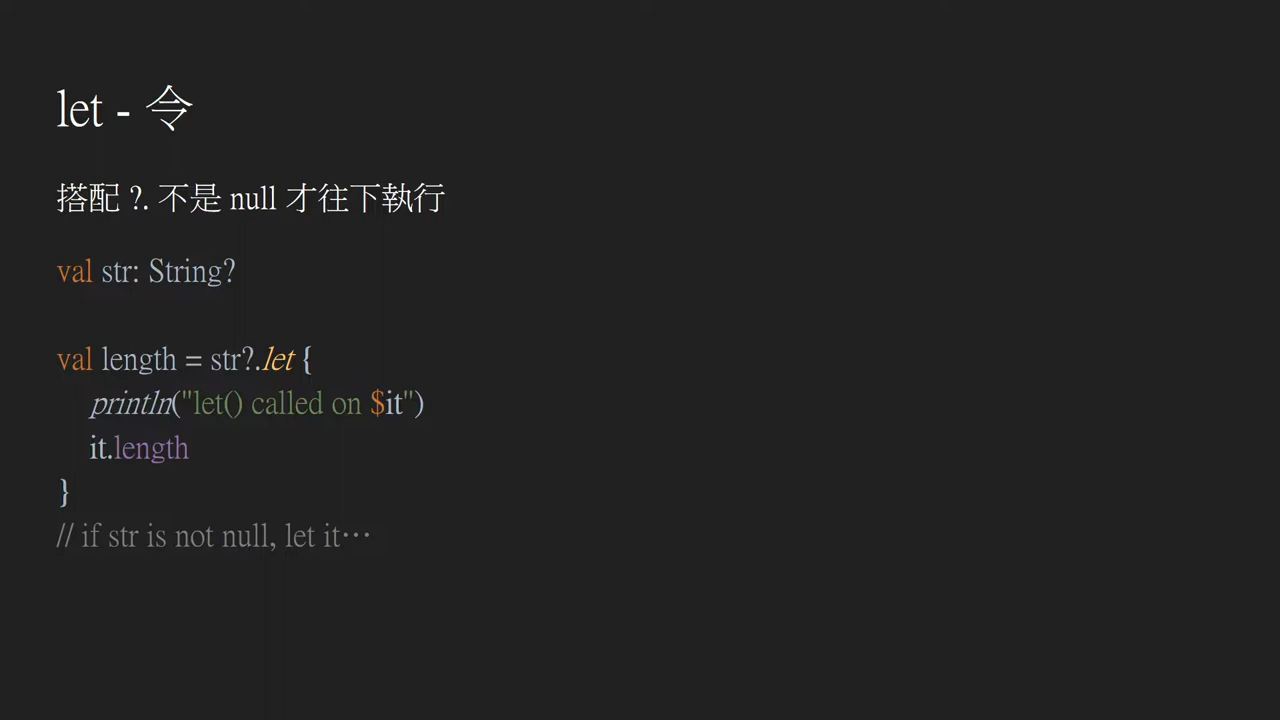 let - 令
搭配 ?. 不是 null 才往下執行
val str: String?
val length = str?.let {
println("let() called on $it")
it.length
}
// if str is not null, let it⋯